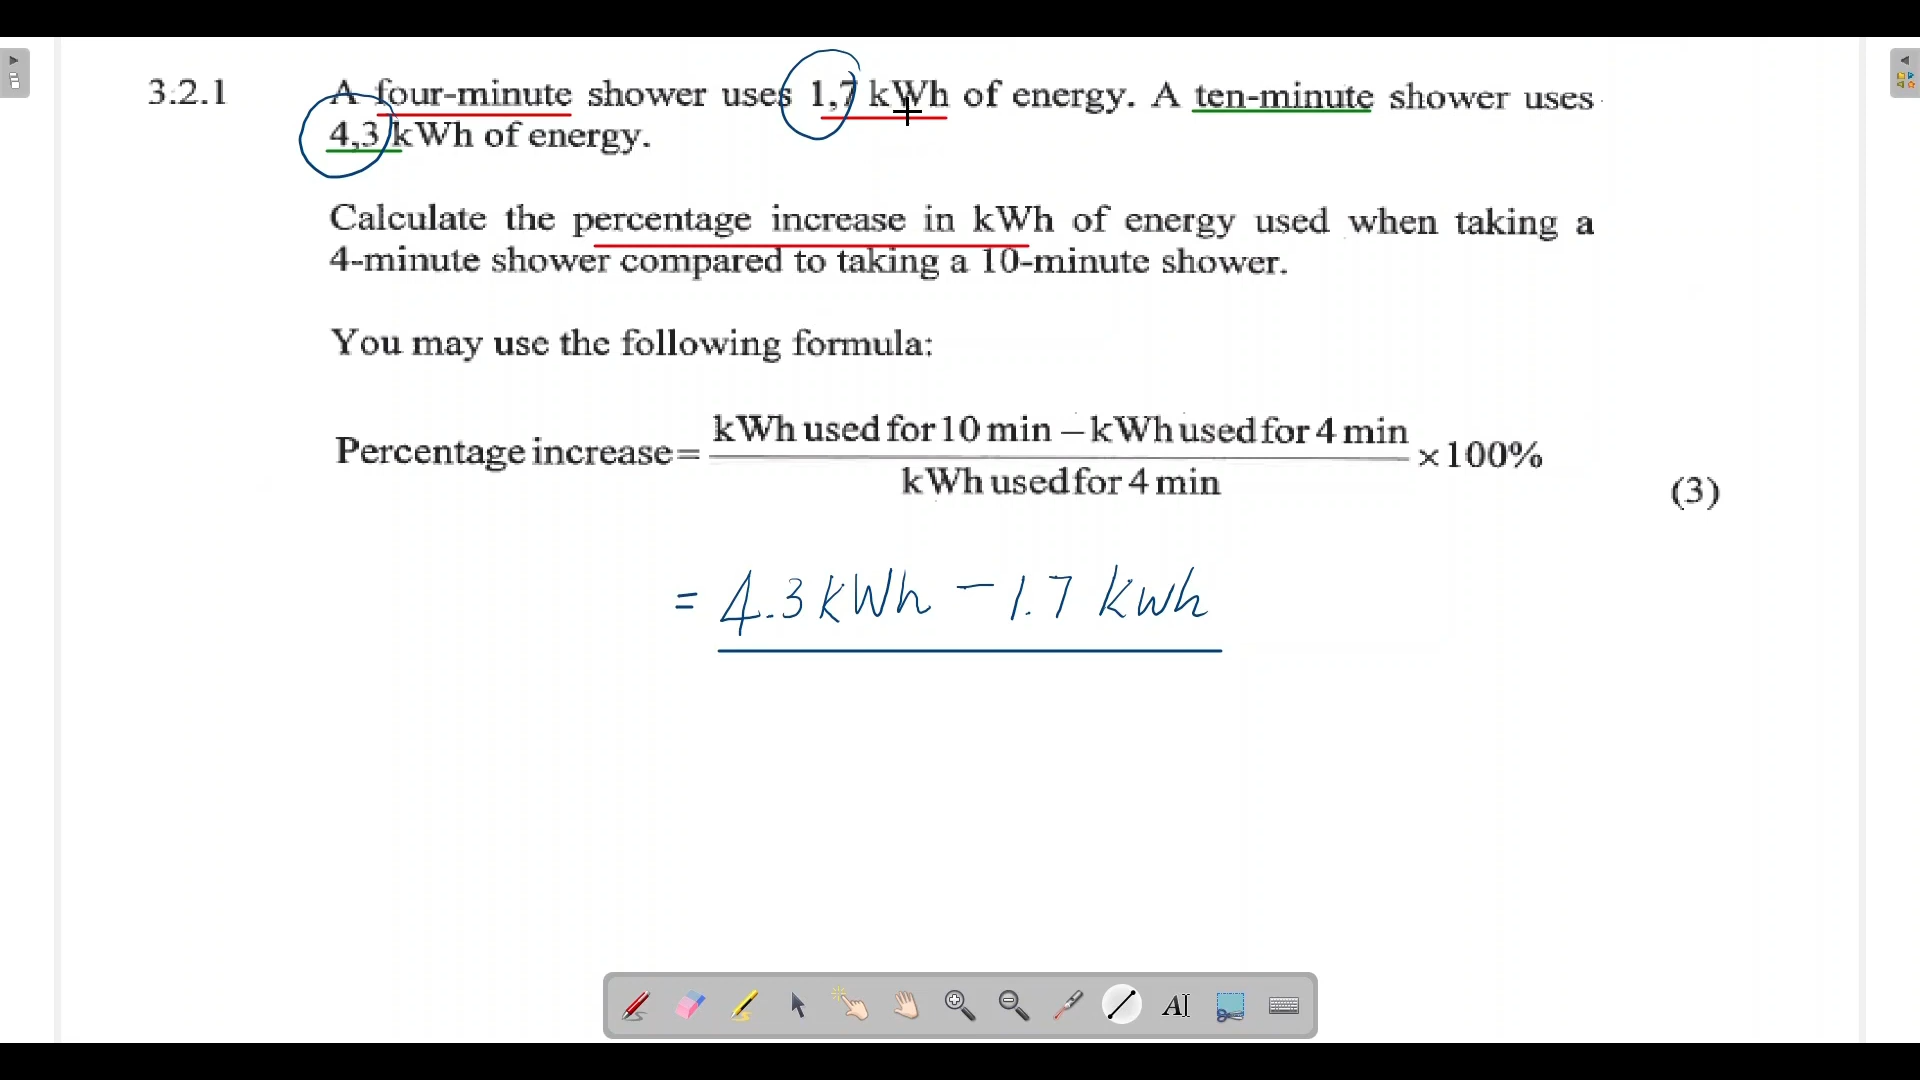 3.2.1 A four-minute shower uses 1,7 kWh of energy. A ten-minute shower uses
4,3 kWh of energy.
Calculate the percentage increase in kWh of energy used when taking a
4-minute shower compared to taking a 10-minute shower.
You may use the following formula:
Percentage increase = kWh used for 10 min – kWh used for 4 min × 100%
kWh used for 4 min
(3)
= 4.3 kWh – 1.7 kWh
AI